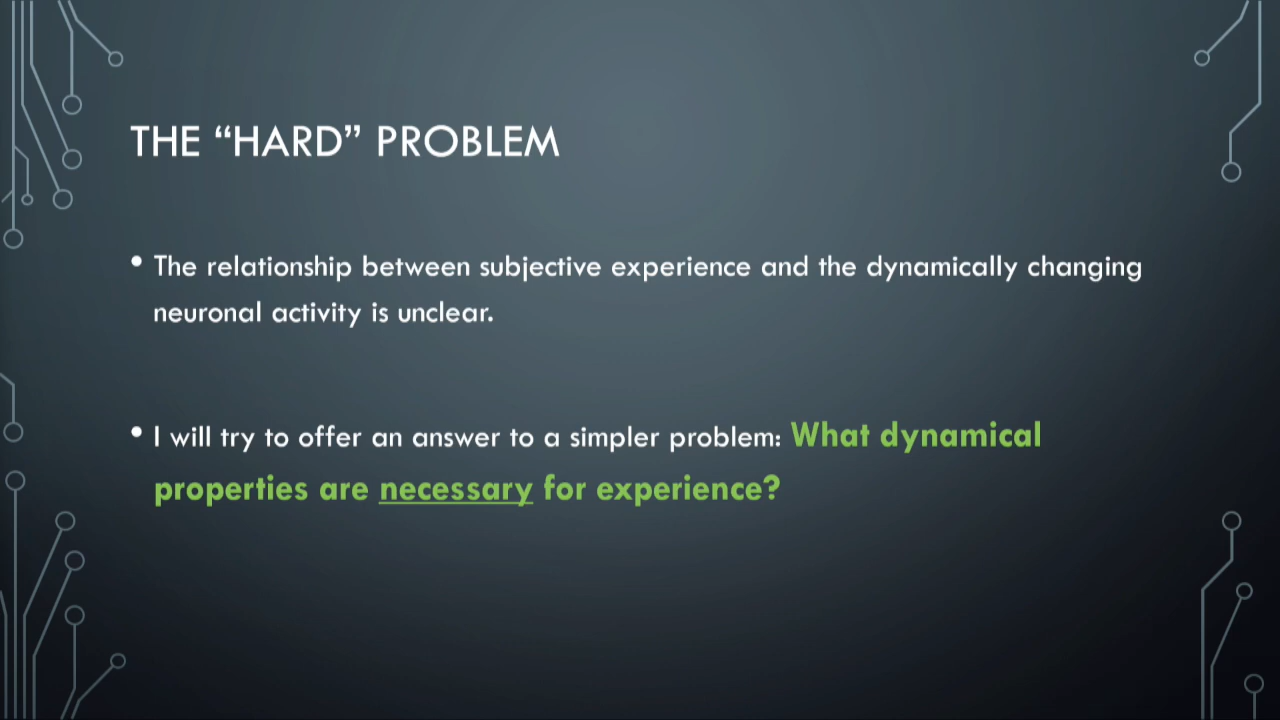 THE “HARD” PROBLEM
• The relationship between subjective experience and the dynamically changing
neuronal activity is unclear.
• I will try to offer an answer to a simpler problem: What dynamical
properties are necessary for experience?